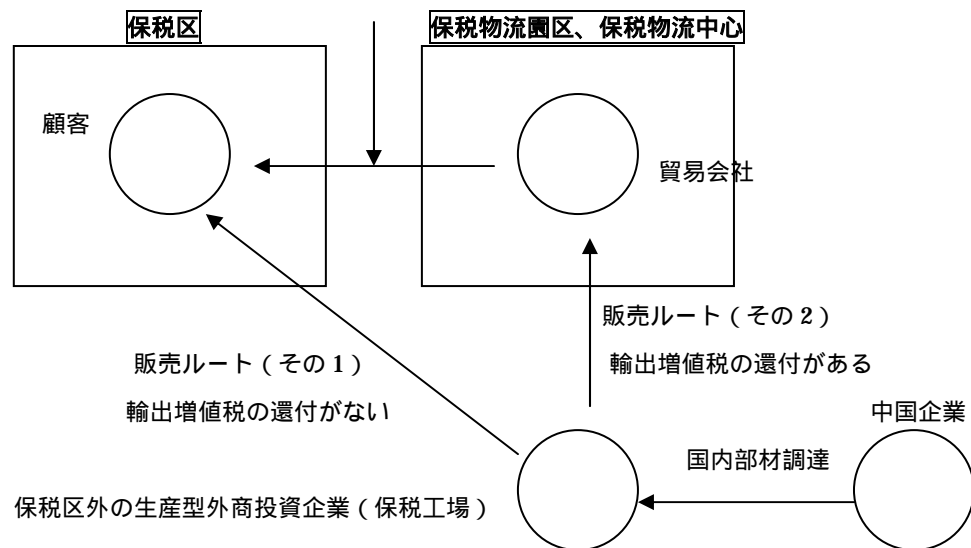 保税区
保税物流園区、保税物流中心
顧客
貿易会社
販売ルート（その２）
輸出増値税の還付がある
販売ルート（その１）
輸出増値税の還付がない
中国企業
国内部材調達
保税区外の生産型外商投資企業（保税工場）